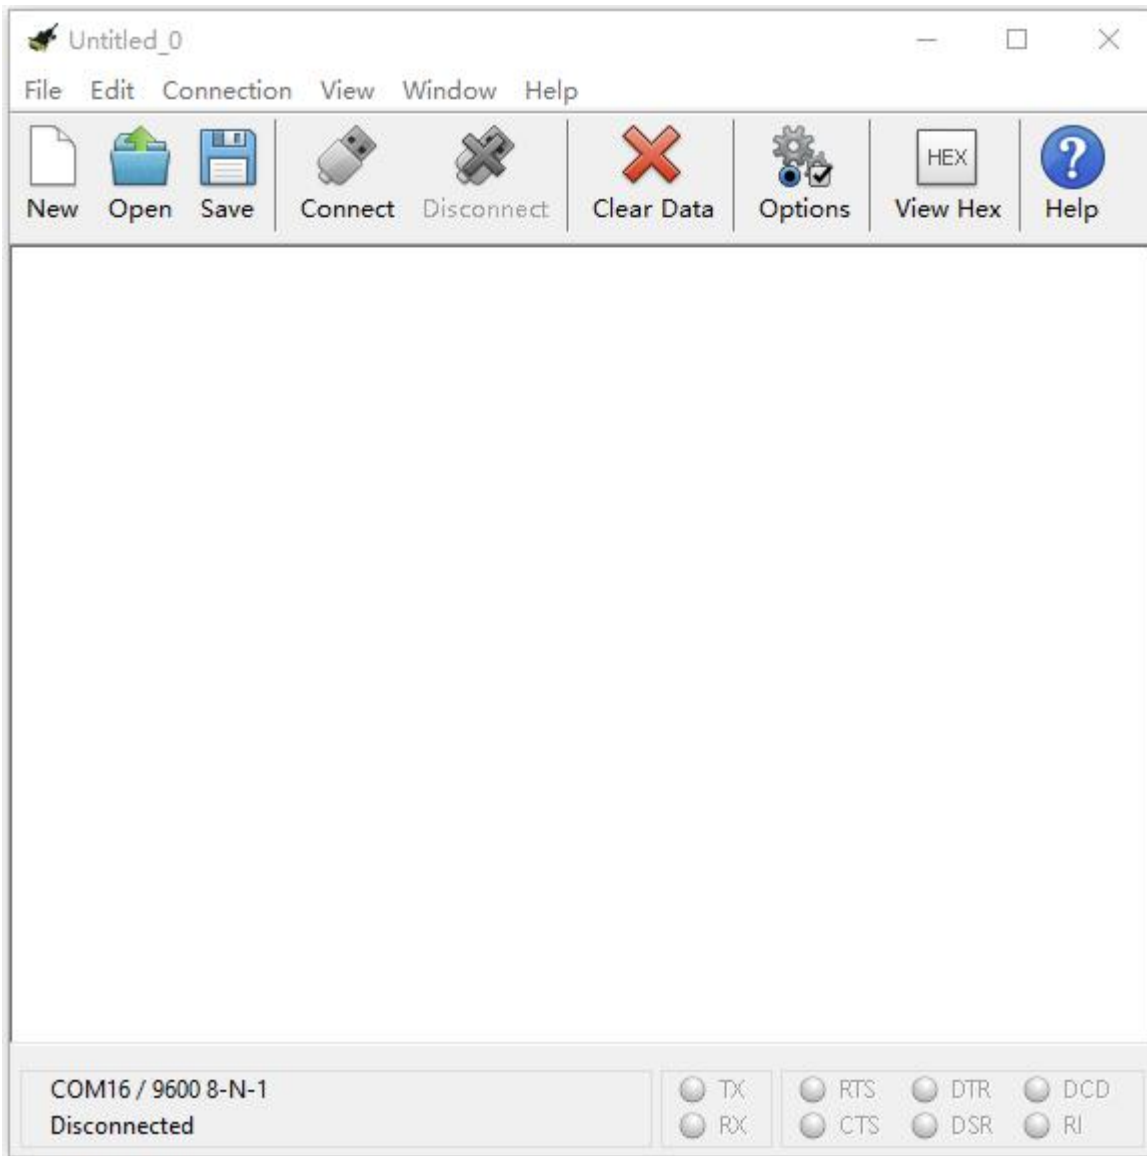 Untitled_0
File Edit Connection View Window Help
HEX
New Open Save Connect Disconnect Clear Data Options View Hex Help
COM16 / 9600 8-N-1
Disconnected
TX RTS DTR DCD
RX CTS DSR RI